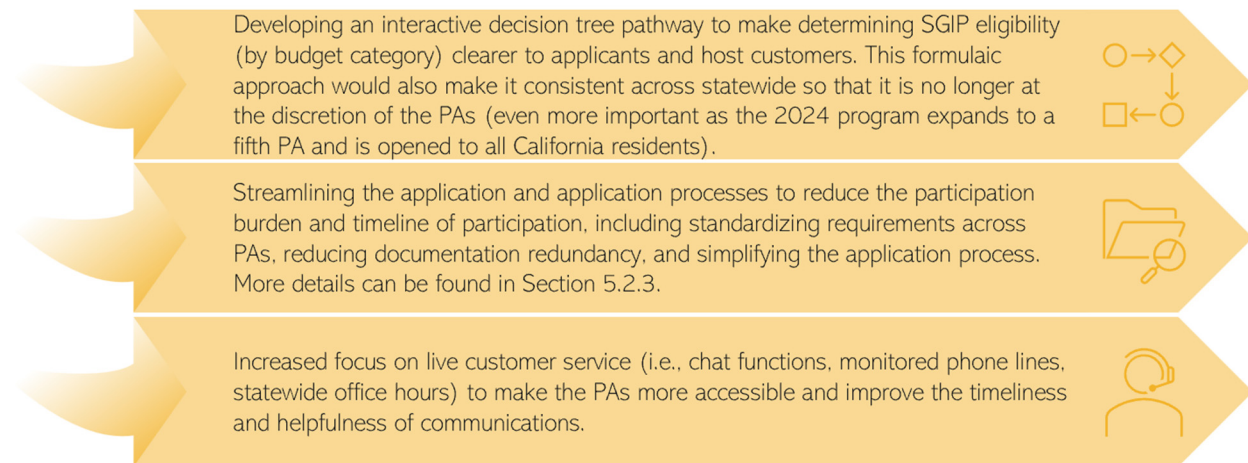 Developing an interactive decision tree pathway to make determining SGIP eligibility
(by budget category) clearer to applicants and host customers. This formulaic
approach would also make it consistent across statewide so that it is no longer at
the discretion of the PAs (even more important as the 2024 program expands to a
fifth PA and is opened to all California residents).
Streamlining the application and application processes to reduce the participation
burden and timeline of participation, including standardizing requirements across
PAs, reducing documentation redundancy, and simplifying the application process.
More details can be found in Section 5.2.3.
Increased focus on live customer service (i.e., chat functions, monitored phone lines,
statewide office hours) to make the PAs more accessible and improve the timeliness
and helpfulness of communications.